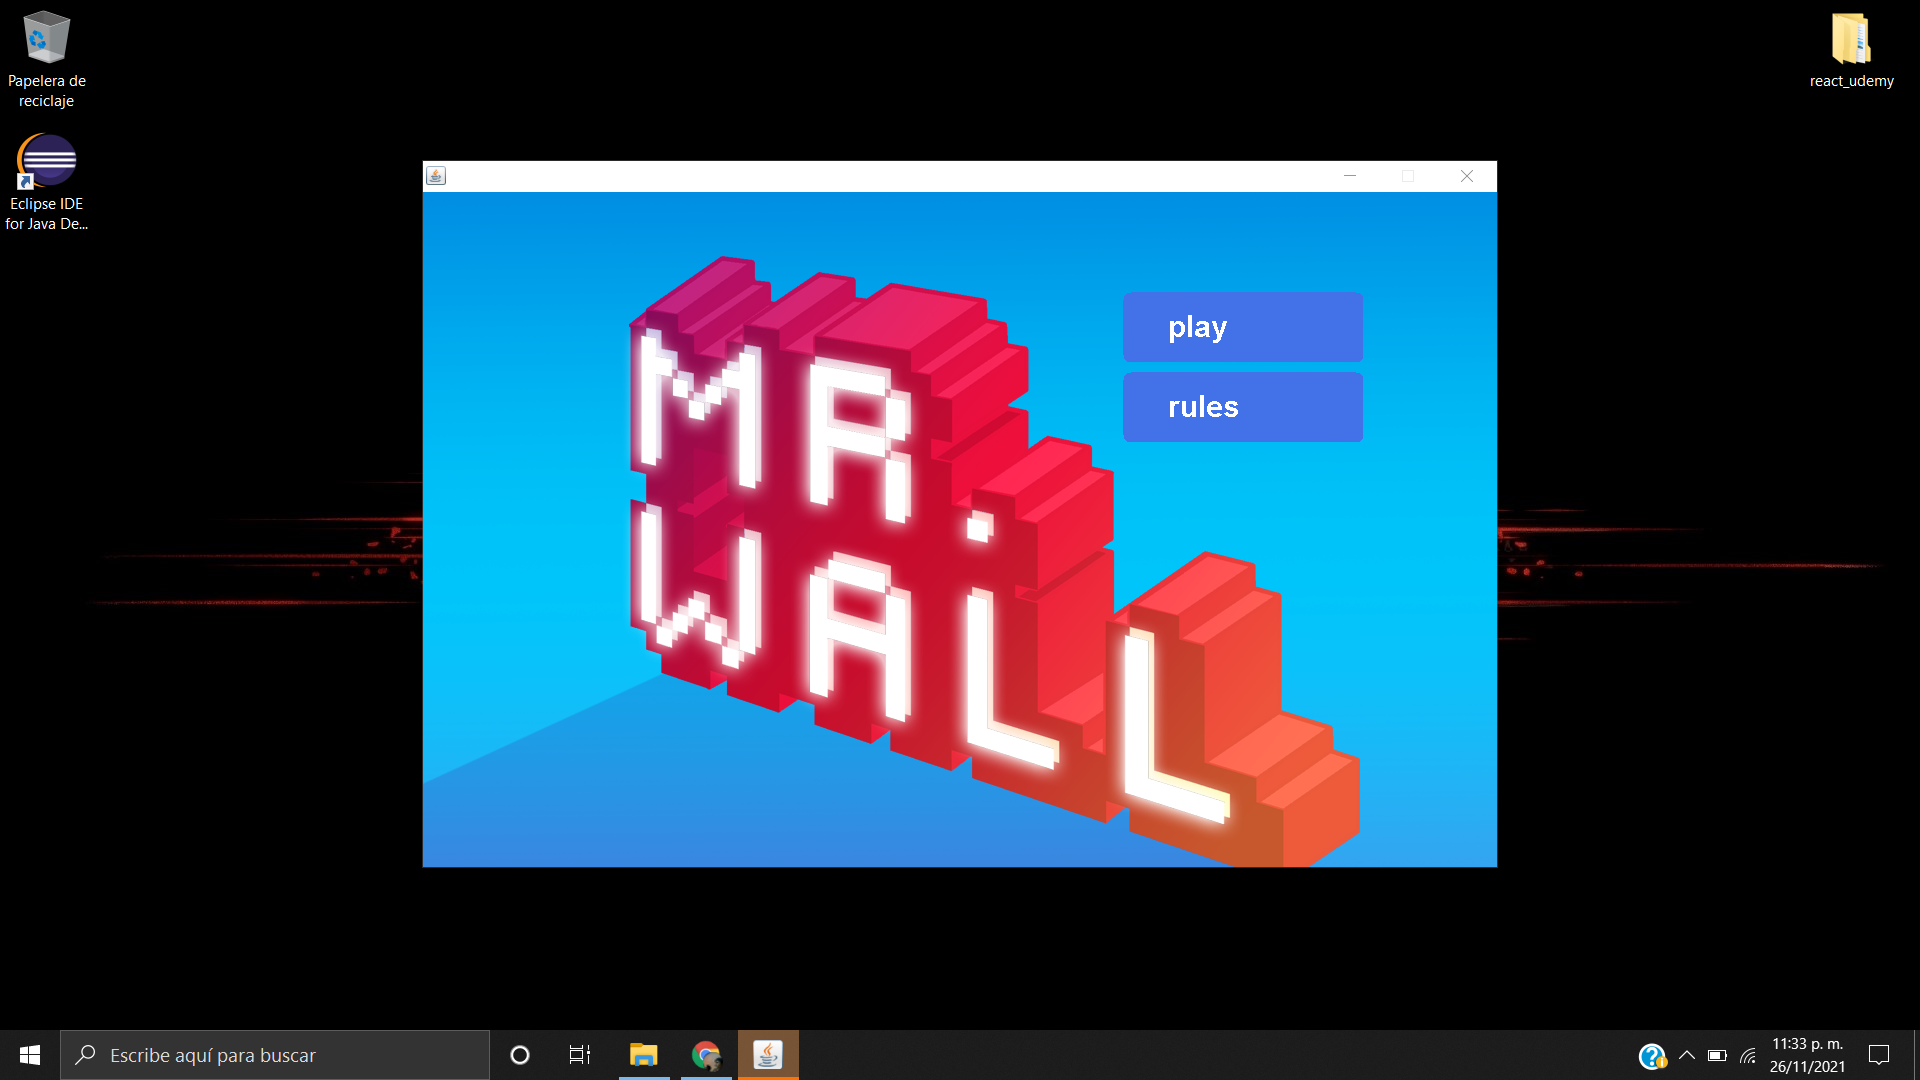 Papelera de
reciclaje
Eclipse IDE
for Java De...
react_udemy
MR.
WALL
play
rules
Escribe aquí para buscar
11:33 p. m.
26/11/2021